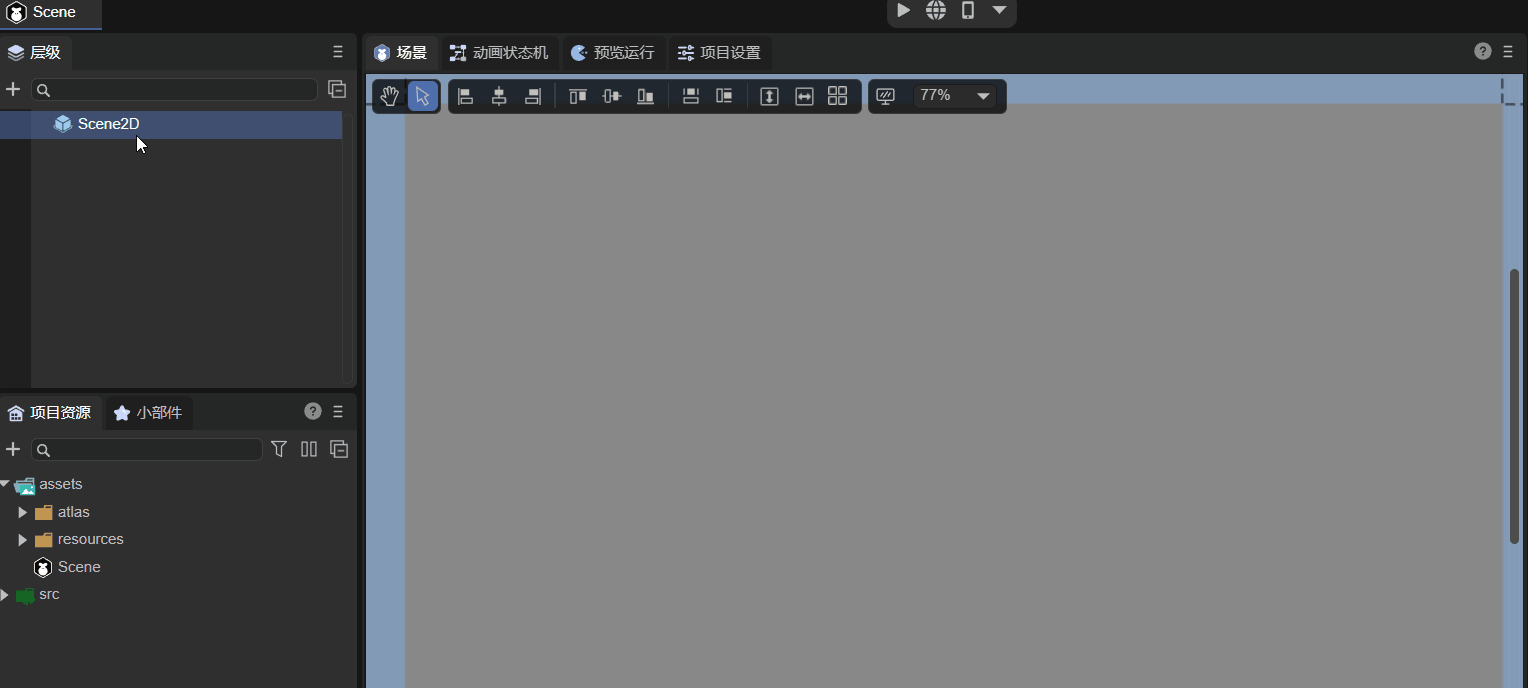 Scene
层级
Scene2D
场景
动画状态机
预览运行
项目设置
77%
项目资源
小部件
assets
atlas
resources
Scene
src